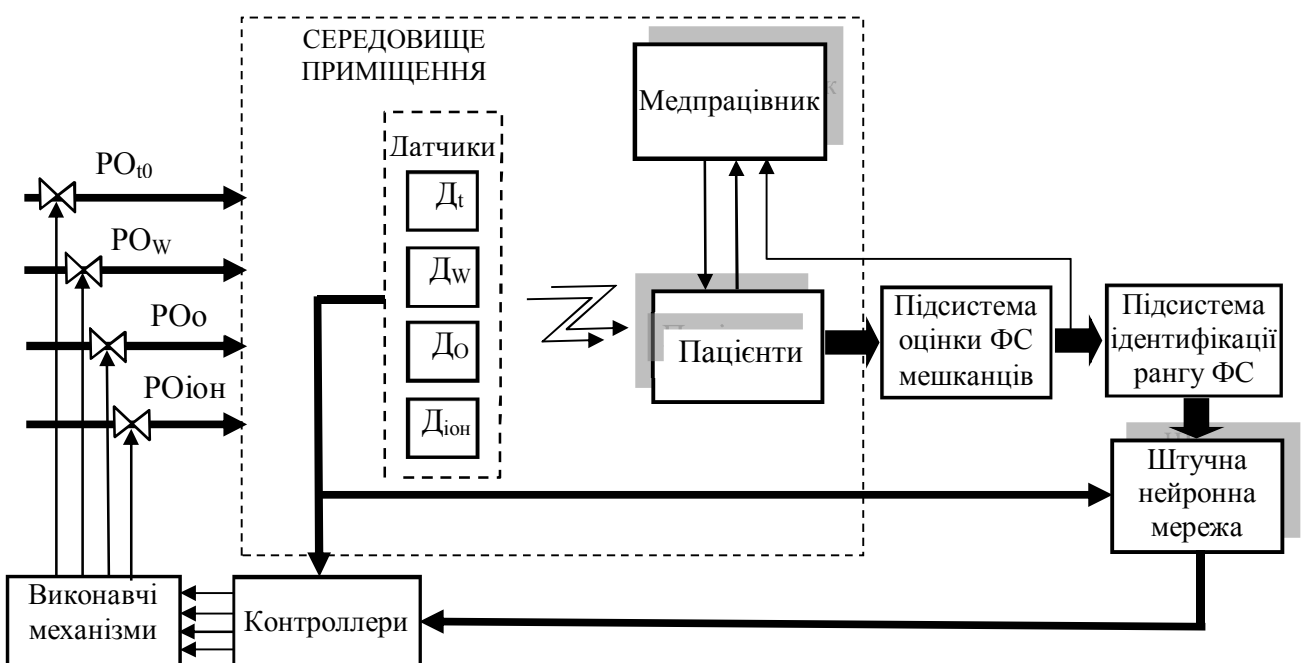 СЕРЕДОВИЩЕ
ПРИМІЩЕННЯ
Медпрацівник
Датчики
РОt0
Дt
РОW
ДW
РОо
ДО
РОіон
Діон
Пацієнти
Підсистема
оцінки ФС
мешканців
Підсистема
ідентифікації
рангу ФС
Штучна
нейронна
мережа
Виконавчі
механізми
Контроллери